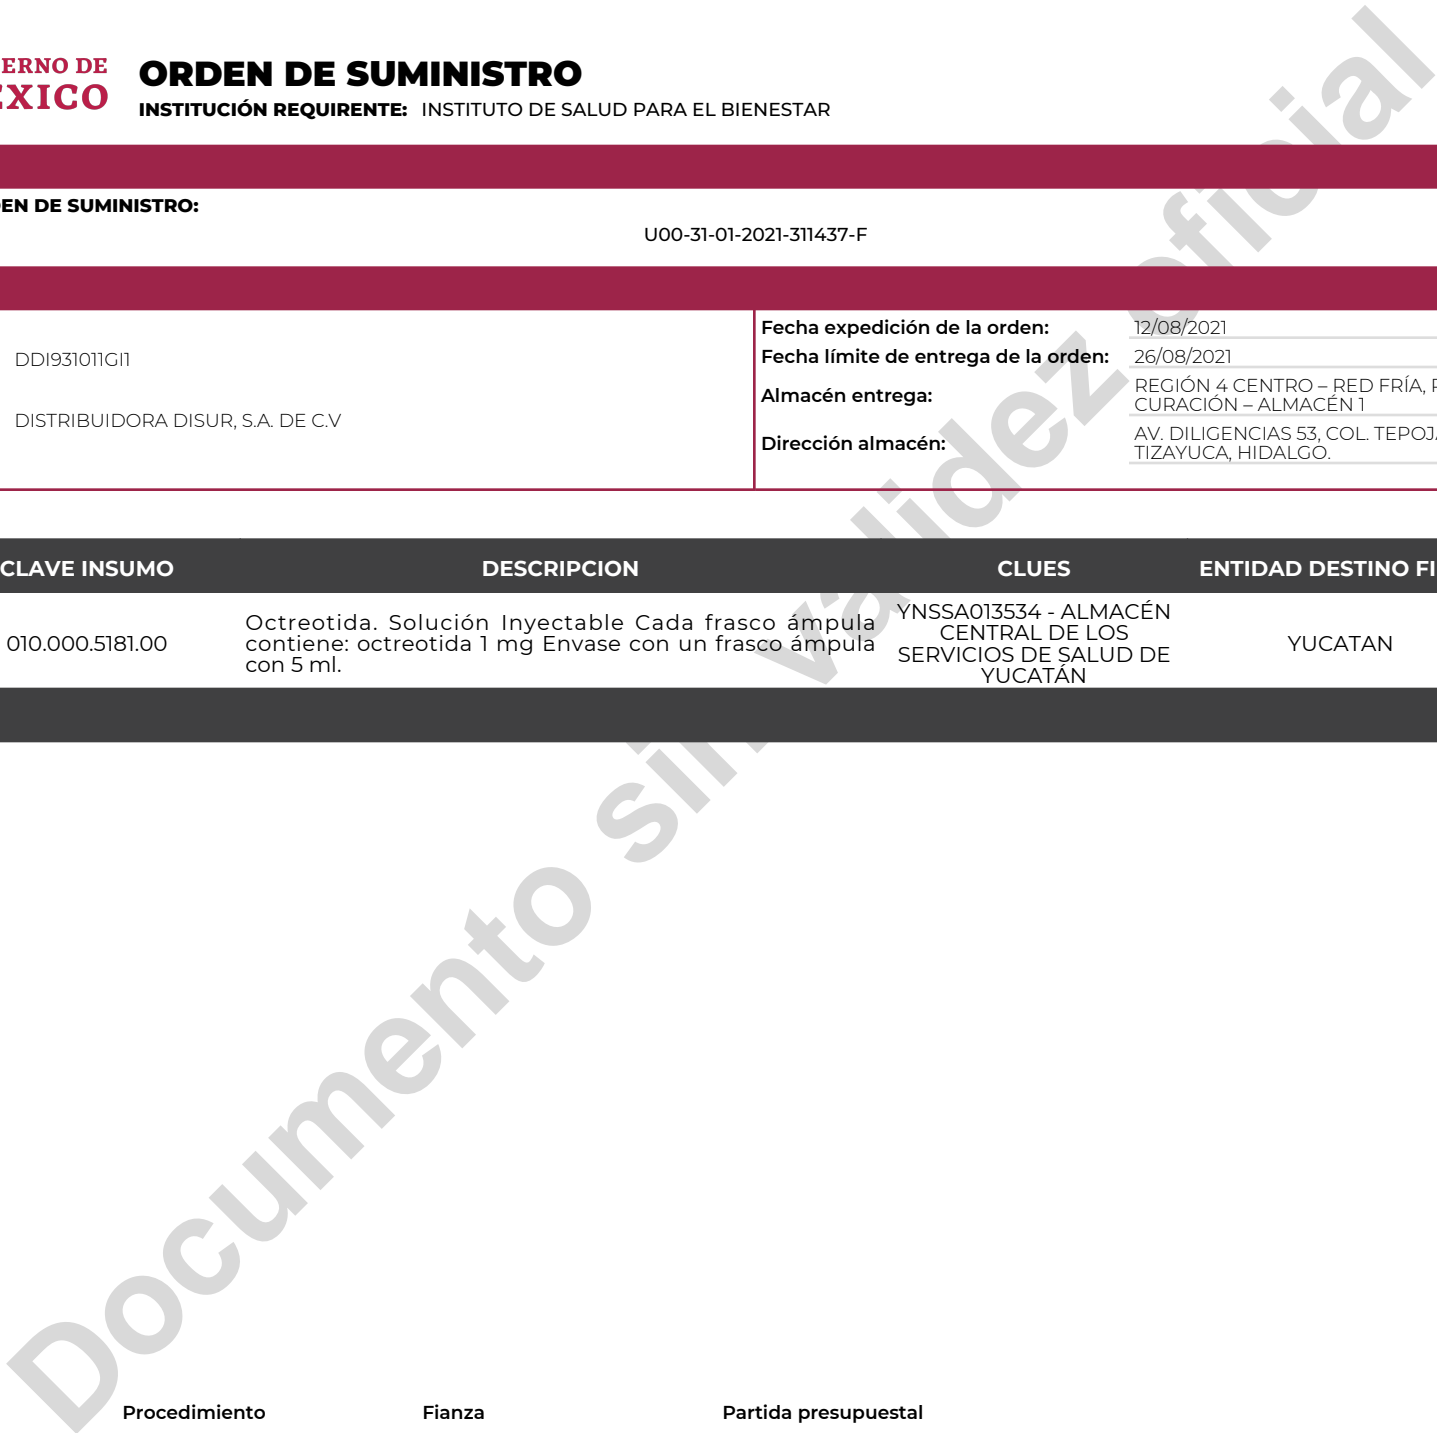 ERNO DE
ÉXICO
ORDEN DE SUMINISTRO
INSTITUCIÓN REQUIRENTE: INSTITUTO DE SALUD PARA EL BIENESTAR
EN DE SUMINISTRO:
U00-31-01-2021-311437-F
DDI931011GI1
DISTRIBUIDORA DISUR, S.A. DE C.V
Fecha expedición de la orden: 12/08/2021
Fecha límite de entrega de la orden: 26/08/2021
Almacén entrega: REGIÓN 4 CENTRO – RED FRÍA,
CURACIÓN – ALMACÉN 1
Dirección almacén: AV. DILIGENCIAS 53, COL. TEPOJ
TIZAYUCA, HIDALGO.
CLAVE INSUMO DESCRIPCION CLUES ENTIDAD DESTINO FI
010.000.5181.00
Octreotida. Solución Inyectable Cada frasco ámpula
contiene: octreotida 1 mg Envase con un frasco ámpula
con 5 ml.
YNSSA013534 - ALMACÉN
CENTRAL DE LOS
SERVICIOS DE SALUD DE
YUCATÁN
YUCATAN
Documento sin validez oficial
Procedimiento Fianza Partida presupuestal